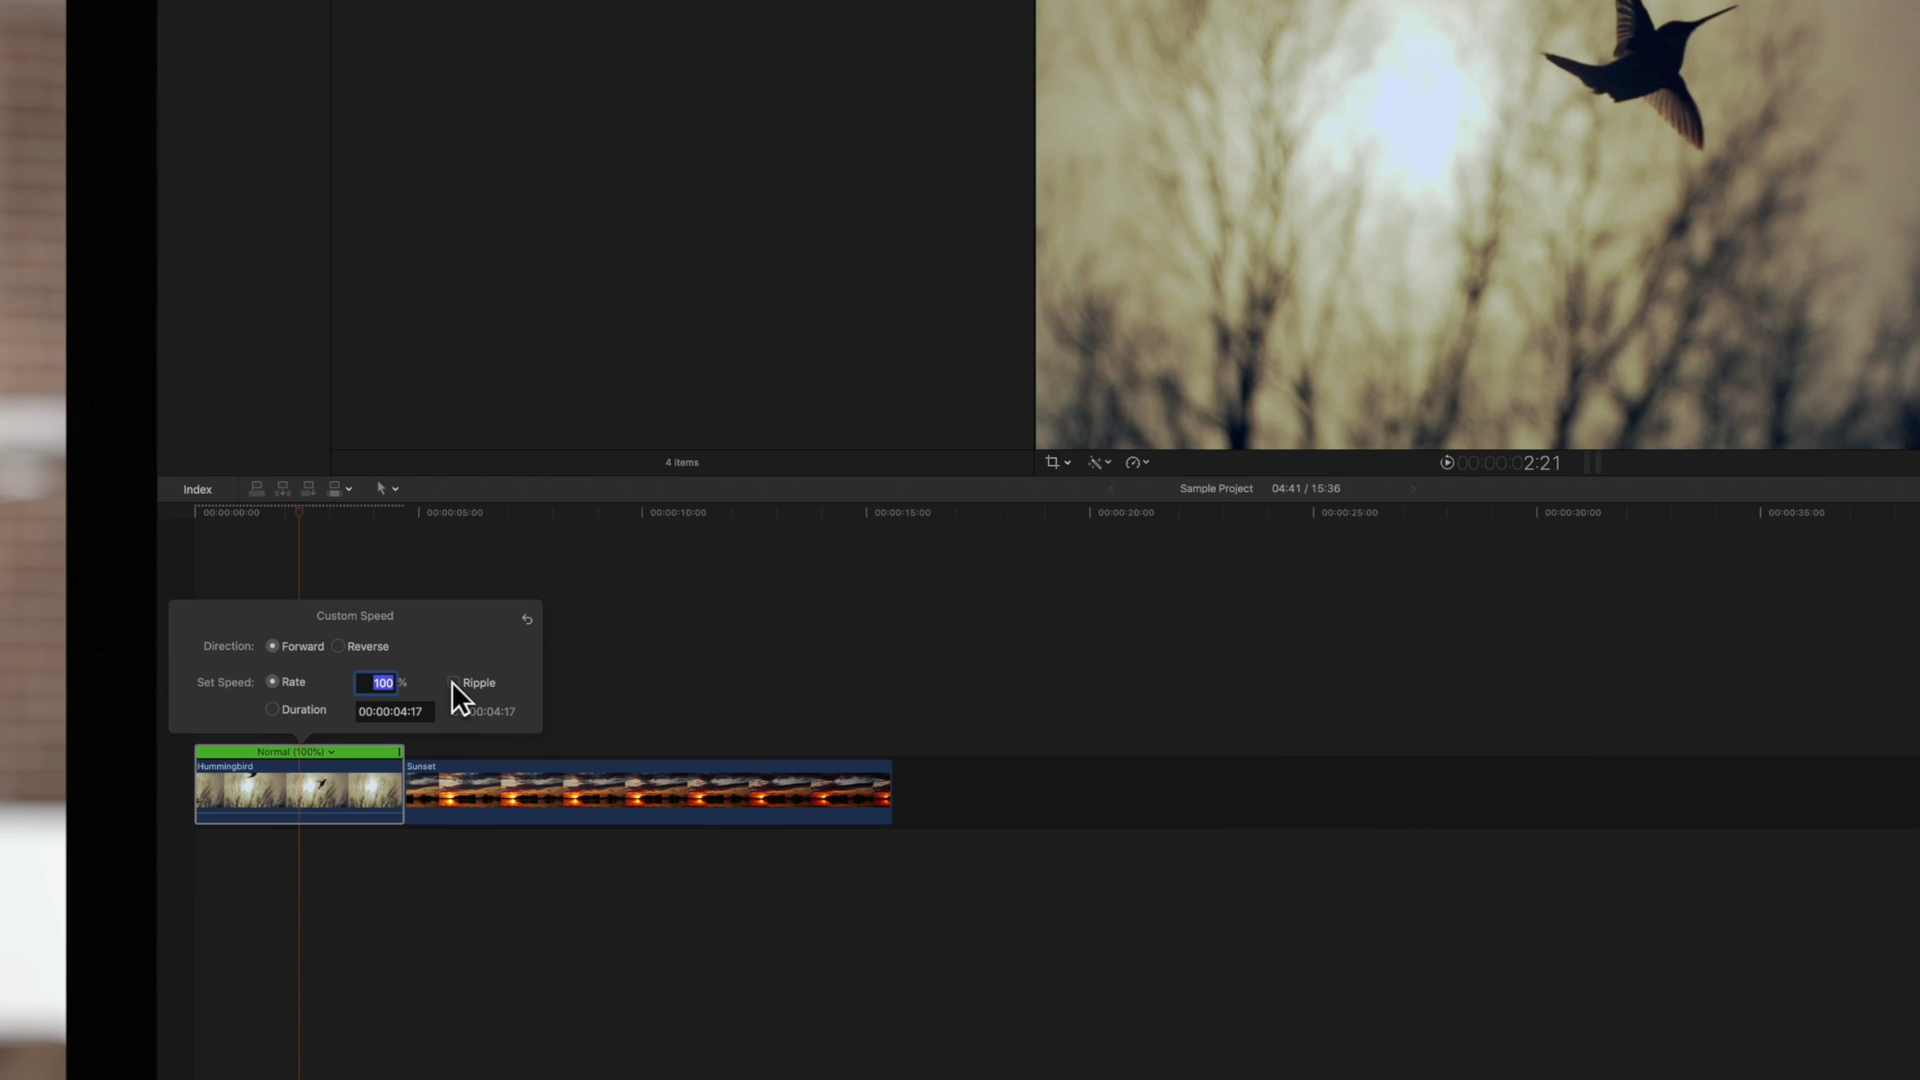 4 items
00:00:02:21
Index
Sample Project 04:41 / 15:36
00:00:00:00 00:00:05:00 00:00:10:00 00:00:15:00 00:00:20:00 00:00:25:00 00:00:30:00 00:00:35:00
Custom Speed
Direction: Forward Reverse
Set Speed: Rate 100 % Ripple
Duration 00:00:04:17 00:04:17
Normal (100%)
Hummingbird Sunset